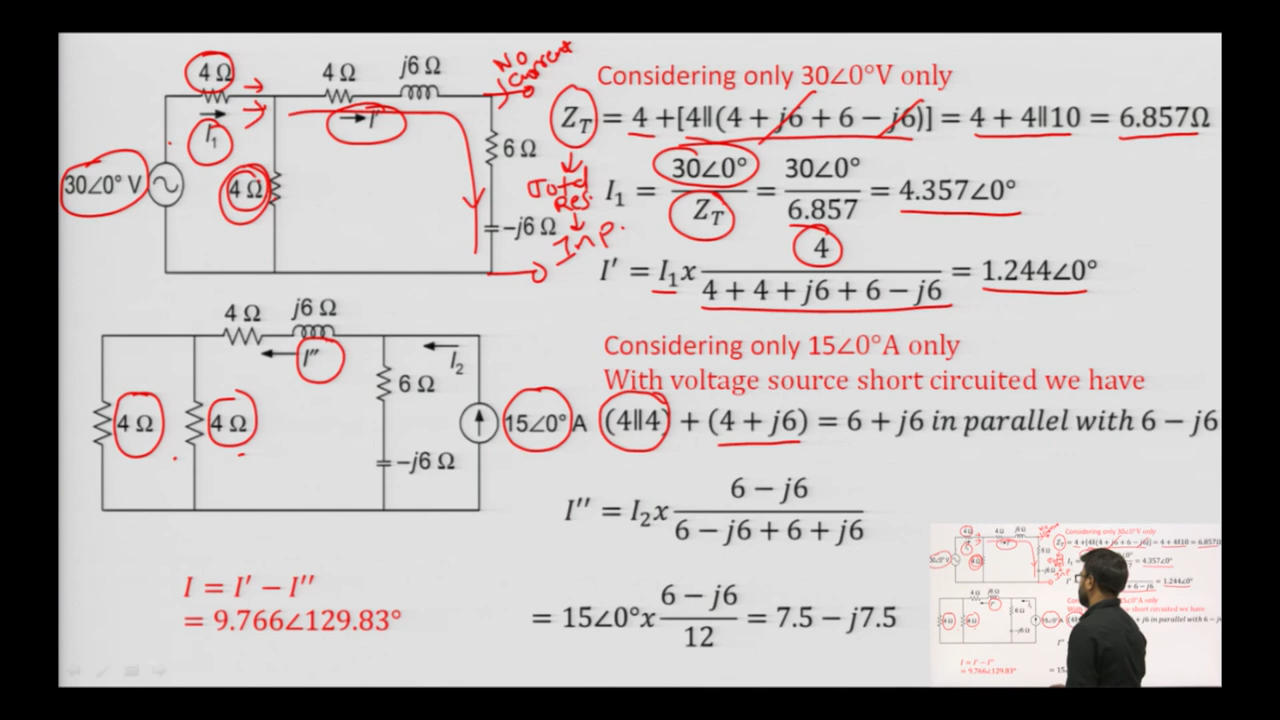 4 Ω
4 Ω
j6 Ω
No
current
I₁
I'
30∠0° V
4 Ω
6 Ω
-j6 Ω
Total
Res.
Imp.
Considering only 30∠0°V only
Z_T = 4 + [4||(4 + j6 + 6 − j6)] = 4 + 4||10 = 6.857Ω
I₁ = 30∠0° / Z_T = 30∠0° / 6.857 = 4.357∠0°
I' = I₁x 4 / (4 + 4 + j6 + 6 − j6) = 1.244∠0°
4 Ω
j6 Ω
I''
I₂
6 Ω
4 Ω
4 Ω
15∠0° A
-j6 Ω
Considering only 15∠0°A only
With voltage source short circuited we have
(4||4) + (4 + j6) = 6 + j6 in parallel with 6 − j6
I'' = I₂x (6 − j6) / (6 − j6 + 6 + j6)
= 15∠0°x (6 − j6) / 12 = 7.5 − j7.5
I = I' − I''
= 9.766∠129.83°